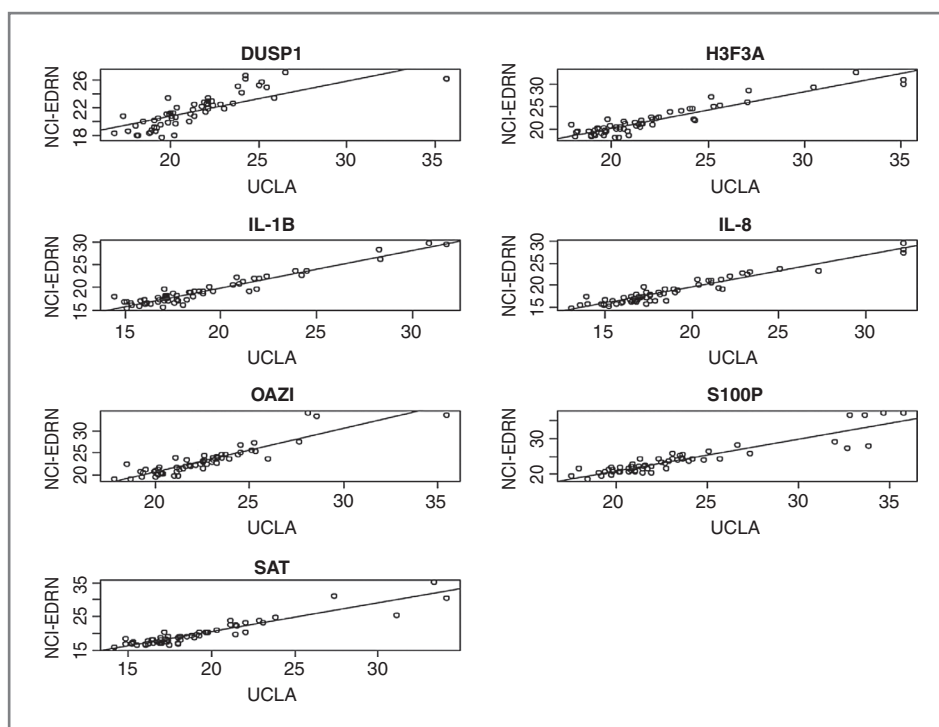 DUSP1
NCI-EDRN
18 22 26
20 25 30 35
UCLA
H3F3A
NCI-EDRN
20 25 30
20 25 30 35
UCLA
IL-1B
NCI-EDRN
15 20 25 30
15 20 25 30
UCLA
IL-8
NCI-EDRN
15 20 25 30
15 20 25 30
UCLA
OAZI
NCI-EDRN
20 25 30
20 25 30 35
UCLA
S100P
NCI-EDRN
20 30
20 25 30 35
UCLA
SAT
NCI-EDRN
15 25 35
15 20 25 30
UCLA